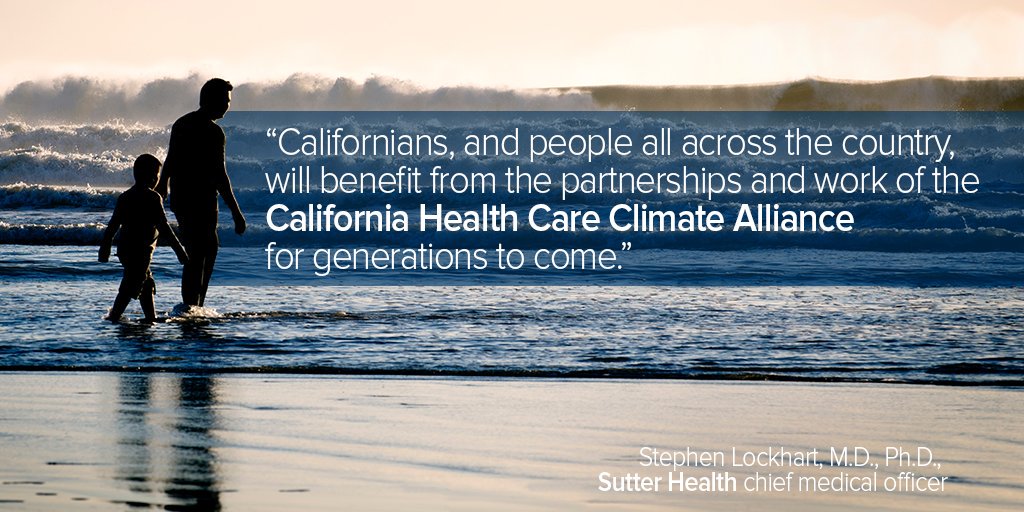 “Californians, and people all across the country,
will benefit from the partnerships and work of the
California Health Care Climate Alliance
for generations to come.”
Stephen Lockhart, M.D., Ph.D.,
Sutter Health chief medical officer